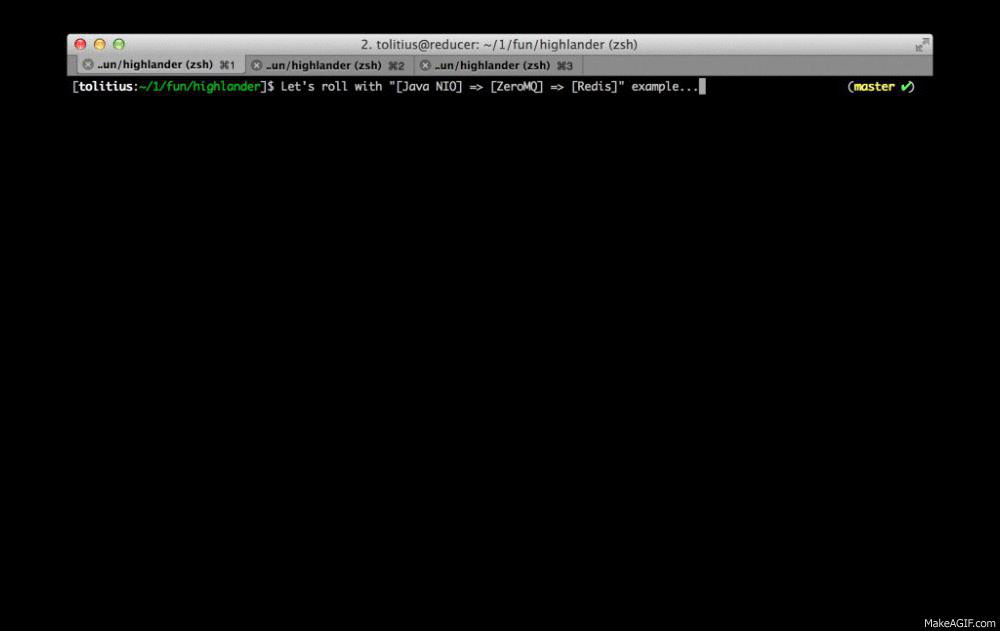 2. tolitius@reducer: ~/1/fun/highlander (zsh)
..un/highlander (zsh) ⌘1 ..un/highlander (zsh) ⌘2 ..un/highlander (zsh) ⌘3
[tolitius:~/1/fun/highlander]$ Let's roll with "[Java NIO] => [ZeroMQ] => [Redis]" example... (master ✔)
MakeAGIF.com